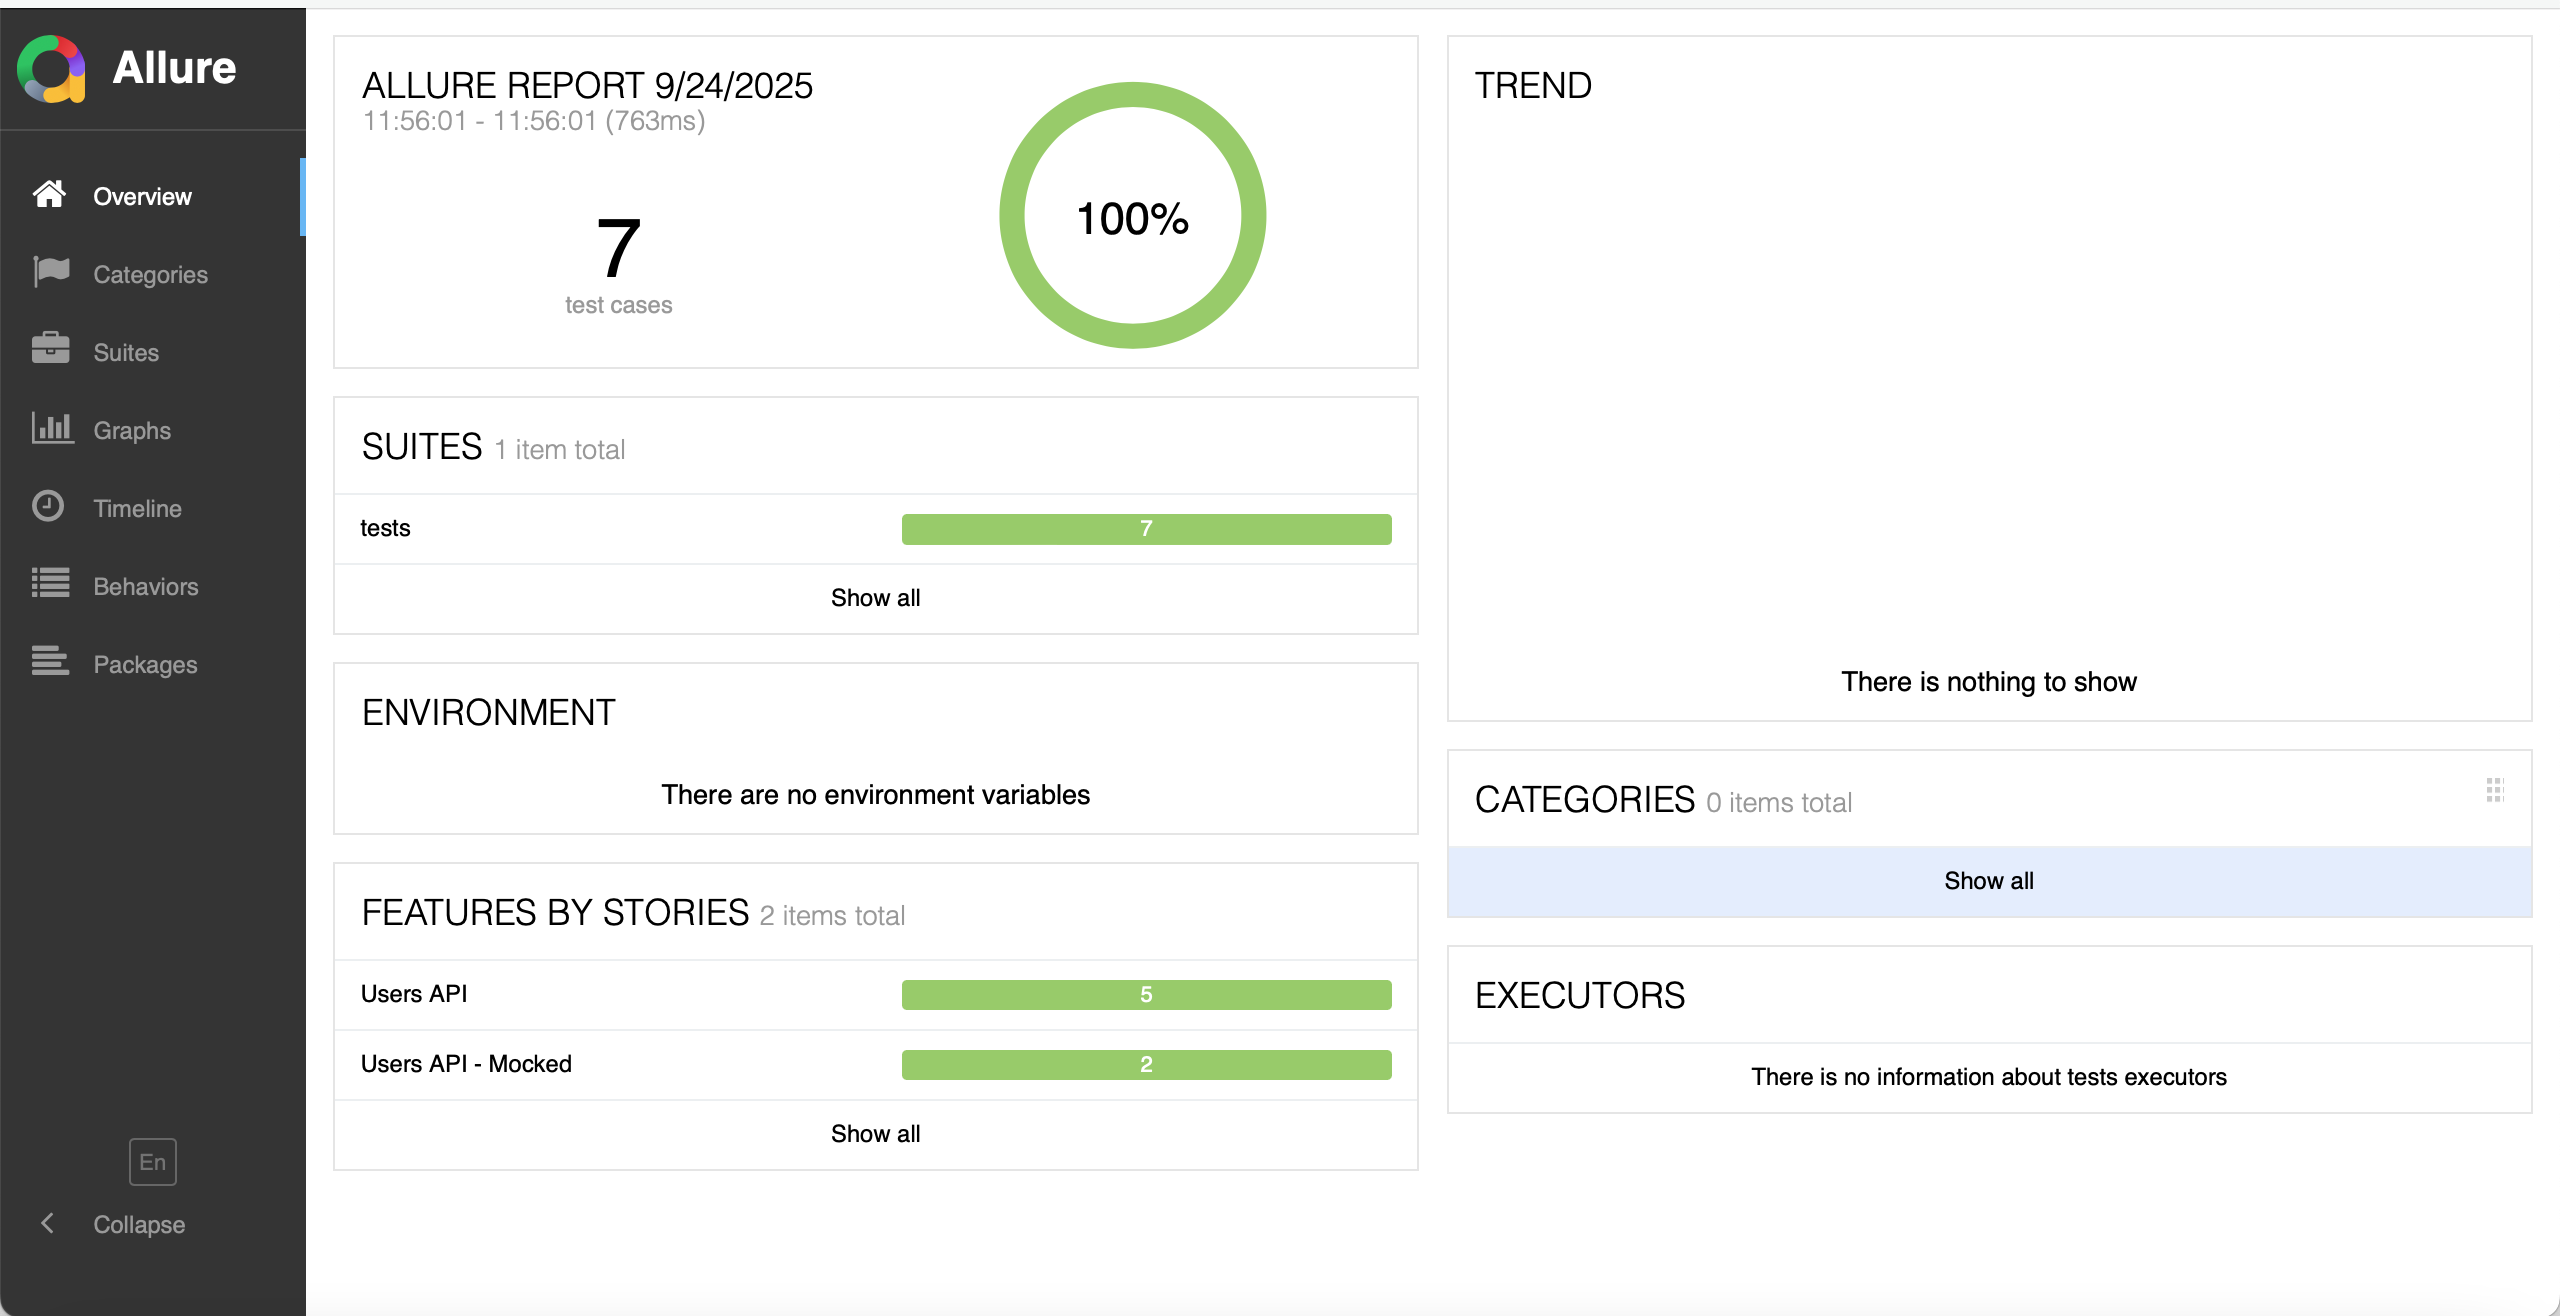 Allure
Overview
Categories
Suites
Graphs
Timeline
Behaviors
Packages
En
Collapse
ALLURE REPORT 9/24/2025
11:56:01 - 11:56:01 (763ms)
7
test cases
100%
SUITES 1 item total
tests 7
Show all
ENVIRONMENT
There are no environment variables
FEATURES BY STORIES 2 items total
Users API 5
Users API - Mocked 2
Show all
TREND
There is nothing to show
CATEGORIES 0 items total
Show all
EXECUTORS
There is no information about tests executors